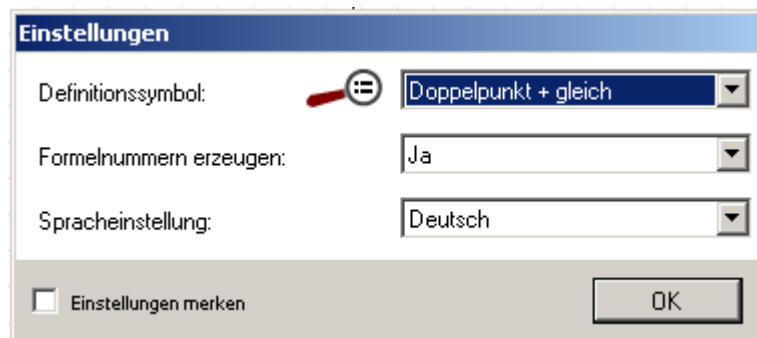 Einstellungen
Definitionssymbol: := Doppelpunkt + gleich
Formelnummern erzeugen: Ja
Spracheinstellung: Deutsch
Einstellungen merken OK